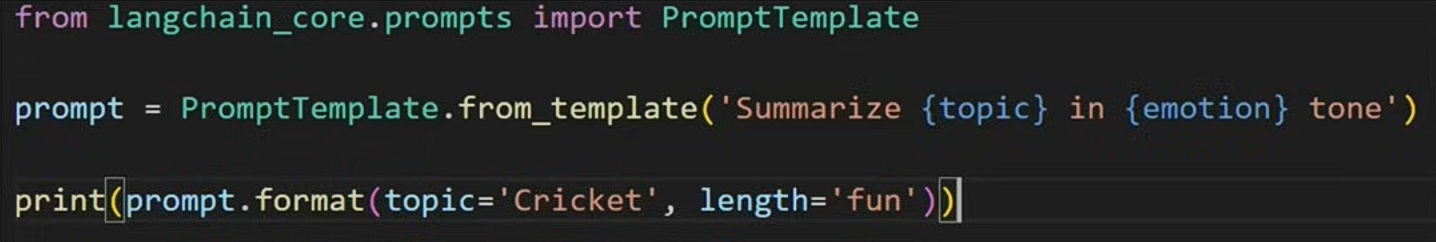 from langchain_core.prompts import PromptTemplate
prompt = PromptTemplate.from_template('Summarize {topic} in {emotion} tone')
print(prompt.format(topic='Cricket', length='fun'))